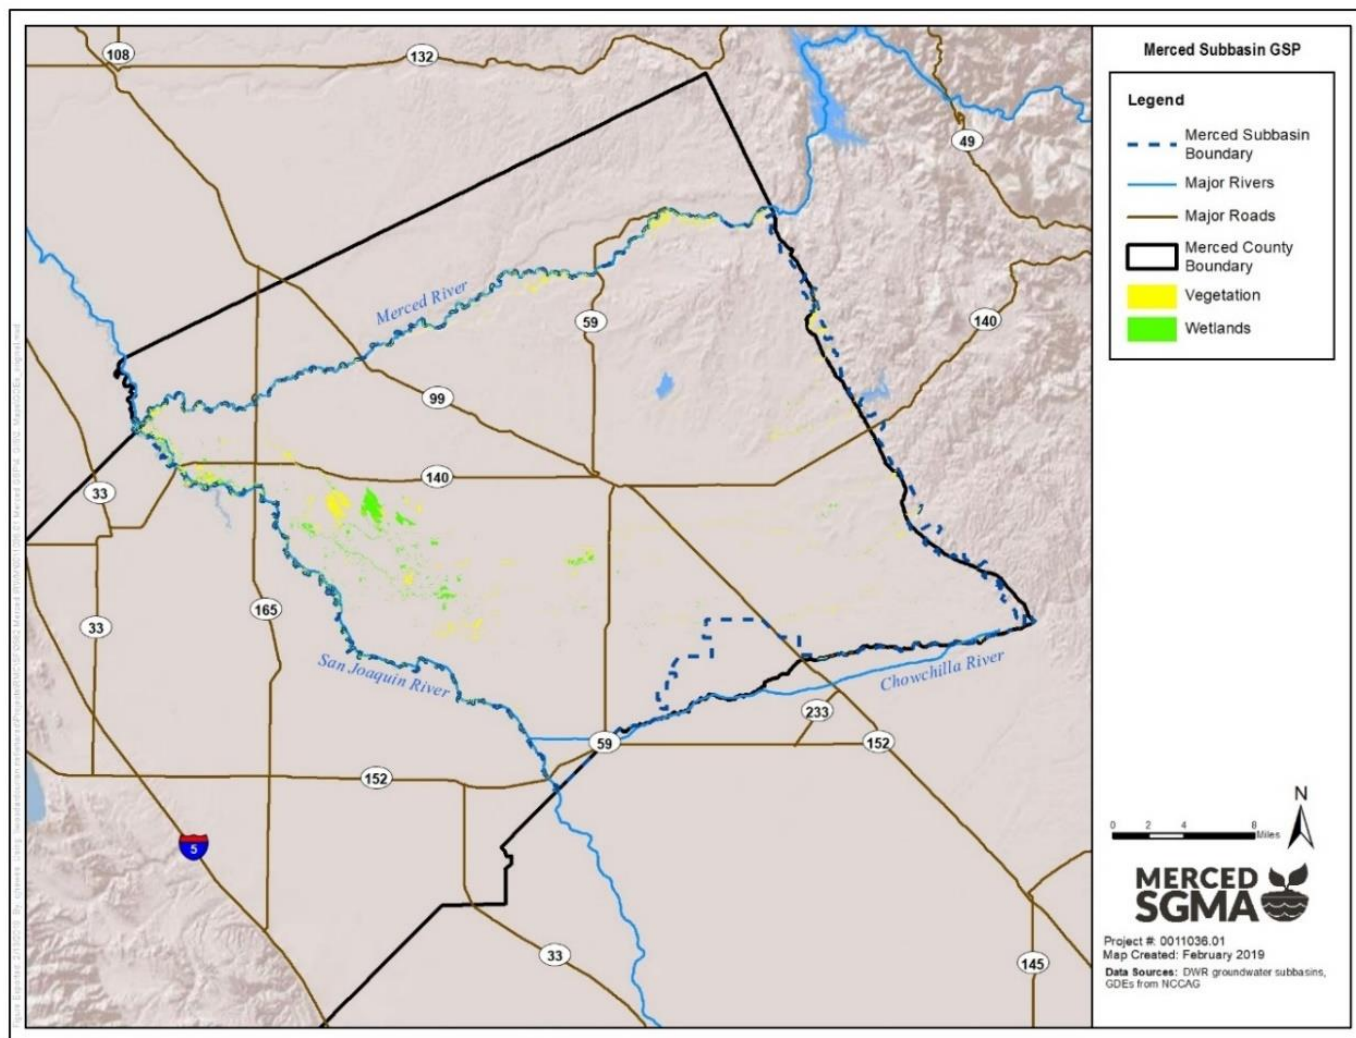 108
132
49
Merced River
59
140
99
140
33
165
33
San Joaquin River
Chowchilla River
233
59
152
152
5
33
145
Merced Subbasin GSP
Legend
Merced Subbasin
Boundary
Major Rivers
Major Roads
Merced County
Boundary
Vegetation
Wetlands
N
0 2 4 8
Miles
MERCED
SGMA
Project #: 0011036.01
Map Created: February 2019
Data Sources: DWR groundwater subbasins,
GDEs from NCCAG